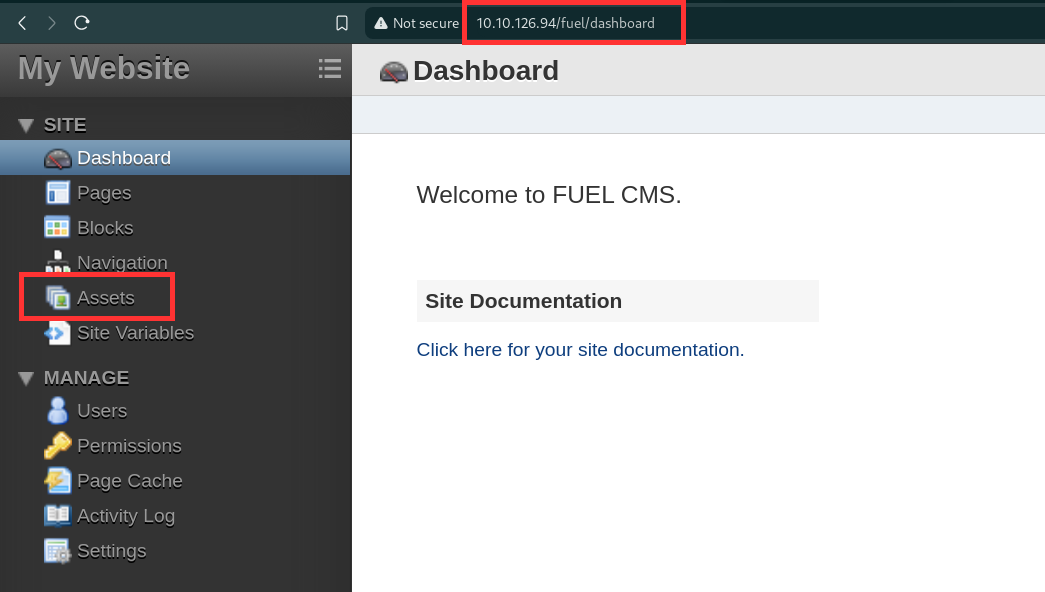 Not secure 10.10.126.94/fuel/dashboard
My Website
Dashboard
SITE
Dashboard
Pages
Blocks
Navigation
Assets
Site Variables
MANAGE
Users
Permissions
Page Cache
Activity Log
Settings
Welcome to FUEL CMS.
Site Documentation
Click here for your site documentation.